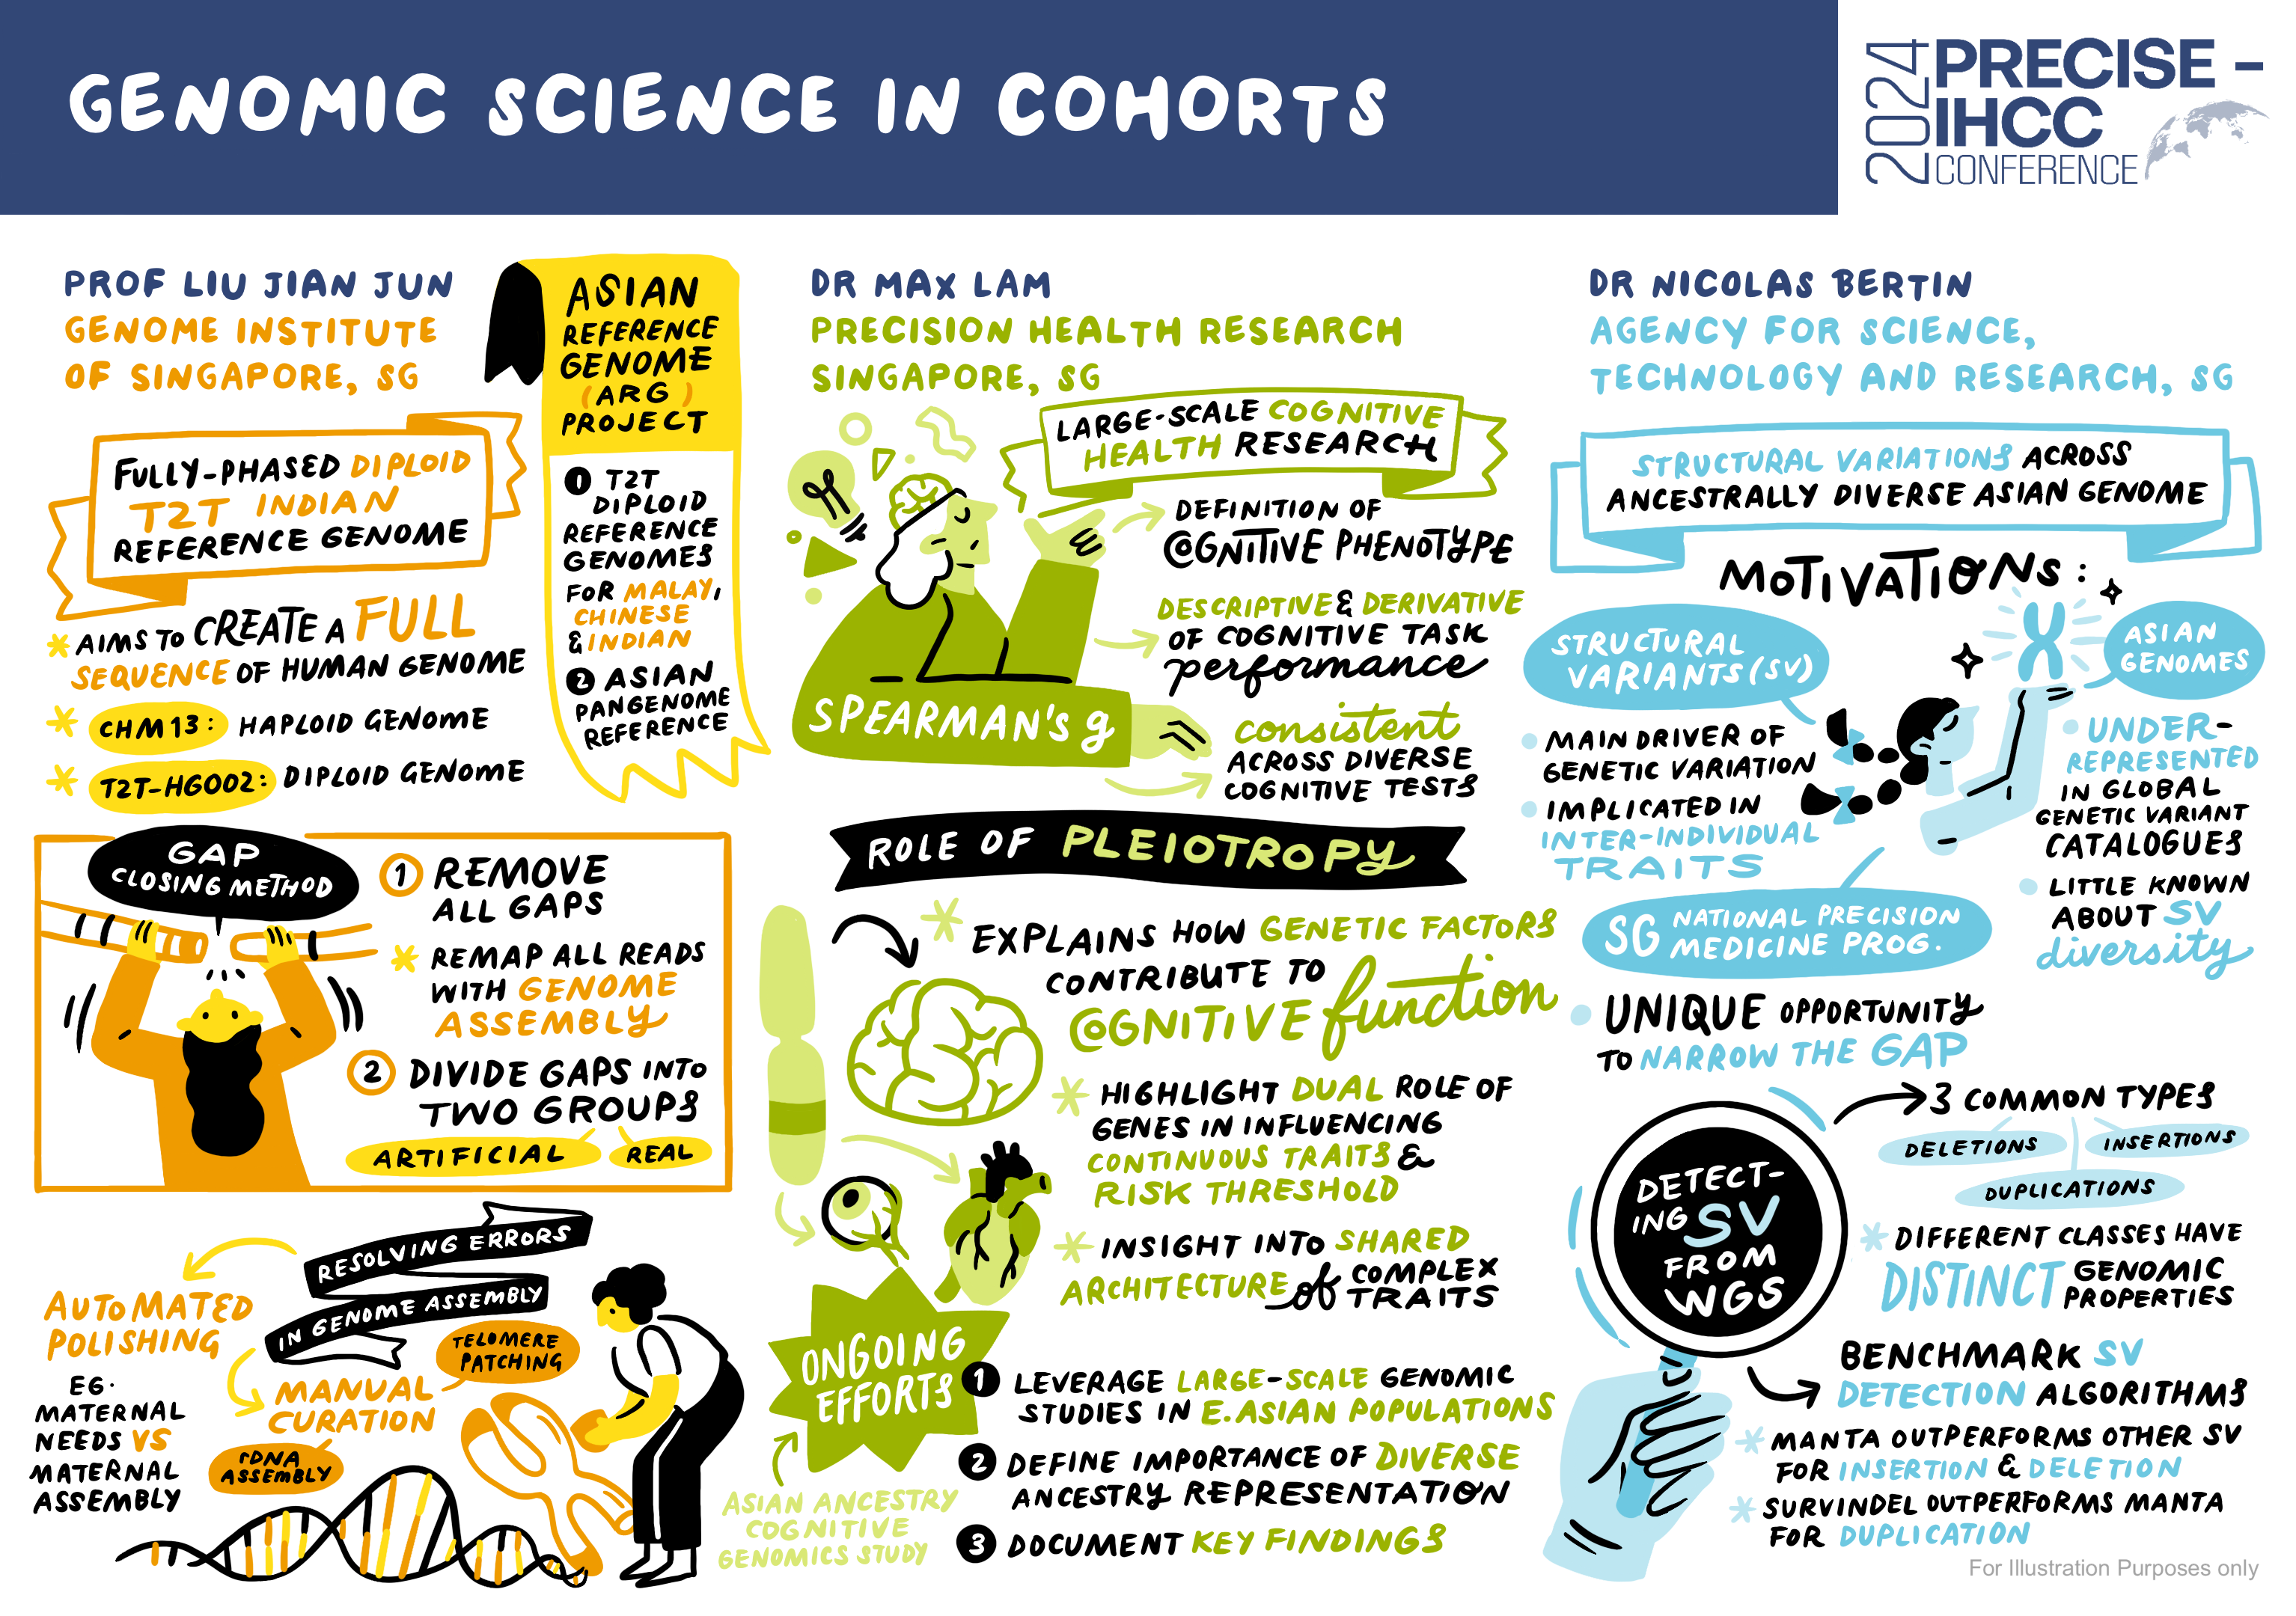 GENOMIC SCIENCE IN COHORTS
2024
PRECISE –
IHCC
CONFERENCE
PROF LIU JIAN JUN
GENOME INSTITUTE
OF SINGAPORE, SG
FULLY-PHASED DIPLOID
T2T INDIAN
REFERENCE GENOME
AIMS TO CREATE A FULL
SEQUENCE OF HUMAN GENOME
CHM13: HAPLOID GENOME
T2T-HG002: DIPLOID GENOME
ASIAN
REFERENCE
GENOME
(ARG)
PROJECT
1 T2T
DIPLOID
REFERENCE
GENOMES
FOR MALAY,
CHINESE
& INDIAN
2 ASIAN
PANGENOME
REFERENCE
GAP
CLOSING METHOD
1 REMOVE
ALL GAPS
REMAP ALL READS
WITH GENOME
ASSEMBLY
2 DIVIDE GAPS INTO
TWO GROUPS
ARTIFICIAL
REAL
RESOLVING ERRORS
IN GENOME ASSEMBLY
AUTOMATED
POLISHING
EG.
MATERNAL
NEEDS VS
MATERNAL
ASSEMBLY
MANUAL
CURATION
TELOMERE
PATCHING
rDNA
ASSEMBLY
DR MAX LAM
PRECISION HEALTH RESEARCH
SINGAPORE, SG
LARGE-SCALE COGNITIVE
HEALTH RESEARCH
SPEARMAN'S g
DEFINITION OF
COGNITIVE PHENOTYPE
DESCRIPTIVE & DERIVATIVE
OF COGNITIVE TASK
performance
consistent
ACROSS DIVERSE
COGNITIVE TESTS
ROLE OF PLEIOTROPY
EXPLAINS HOW GENETIC FACTORS
CONTRIBUTE TO
COGNITIVE function
HIGHLIGHT DUAL ROLE OF
GENES IN INFLUENCING
CONTINUOUS TRAITS &
RISK THRESHOLD
INSIGHT INTO SHARED
ARCHITECTURE of COMPLEX
TRAITS
ONGOING
EFFORTS
ASIAN ANCESTRY
COGNITIVE
GENOMICS STUDY
1 LEVERAGE LARGE-SCALE GENOMIC
STUDIES IN E. ASIAN POPULATIONS
2 DEFINE IMPORTANCE OF DIVERSE
ANCESTRY REPRESENTATION
3 DOCUMENT KEY FINDINGS
DR NICOLAS BERTIN
AGENCY FOR SCIENCE,
TECHNOLOGY AND RESEARCH, SG
STRUCTURAL VARIATIONS ACROSS
ANCESTRALLY DIVERSE ASIAN GENOME
MOTIVATIONS:
STRUCTURAL
VARIANTS (SV)
MAIN DRIVER OF
GENETIC VARIATION
IMPLICATED IN
INTER-INDIVIDUAL
TRAITS
ASIAN
GENOMES
UNDER-
REPRESENTED
IN GLOBAL
GENETIC VARIANT
CATALOGUES
LITTLE KNOWN
ABOUT SV
diversity
SG NATIONAL PRECISION
MEDICINE PROG.
UNIQUE OPPORTUNITY
TO NARROW THE GAP
DETECT-
ING SV
FROM
WGS
3 COMMON TYPES
DELETIONS
INSERTIONS
DUPLICATIONS
DIFFERENT CLASSES HAVE
DISTINCT GENOMIC
PROPERTIES
BENCHMARK SV
DETECTION ALGORITHMS
MANTA OUTPERFORMS OTHER SV
FOR INSERTION & DELETION
SURVINDEL OUTPERFORMS MANTA
FOR DUPLICATION
For Illustration Purposes only